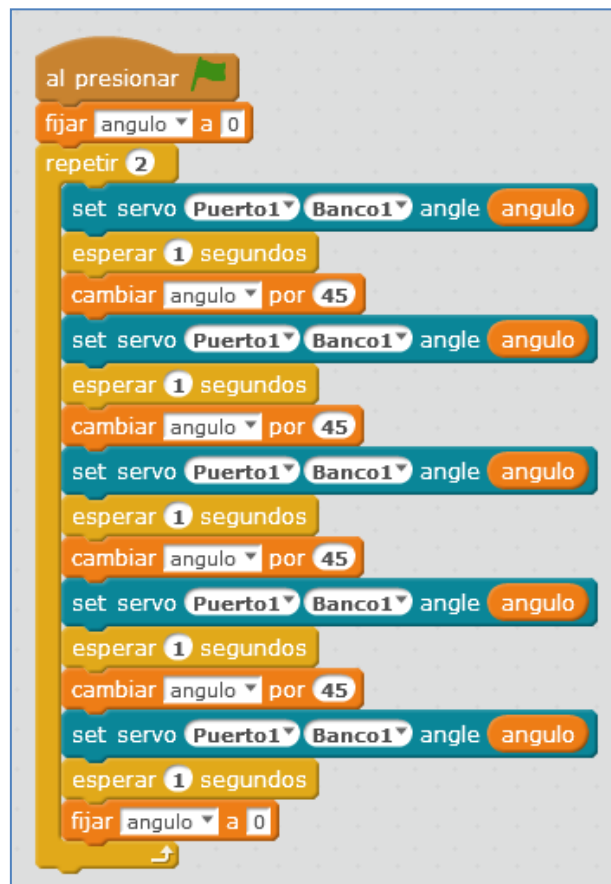 al presionar
fijar angulo a 0
repetir 2
set servo Puerto1 Banco1 angle angulo
esperar 1 segundos
cambiar angulo por 45
set servo Puerto1 Banco1 angle angulo
esperar 1 segundos
cambiar angulo por 45
set servo Puerto1 Banco1 angle angulo
esperar 1 segundos
cambiar angulo por 45
set servo Puerto1 Banco1 angle angulo
esperar 1 segundos
cambiar angulo por 45
set servo Puerto1 Banco1 angle angulo
esperar 1 segundos
fijar angulo a 0